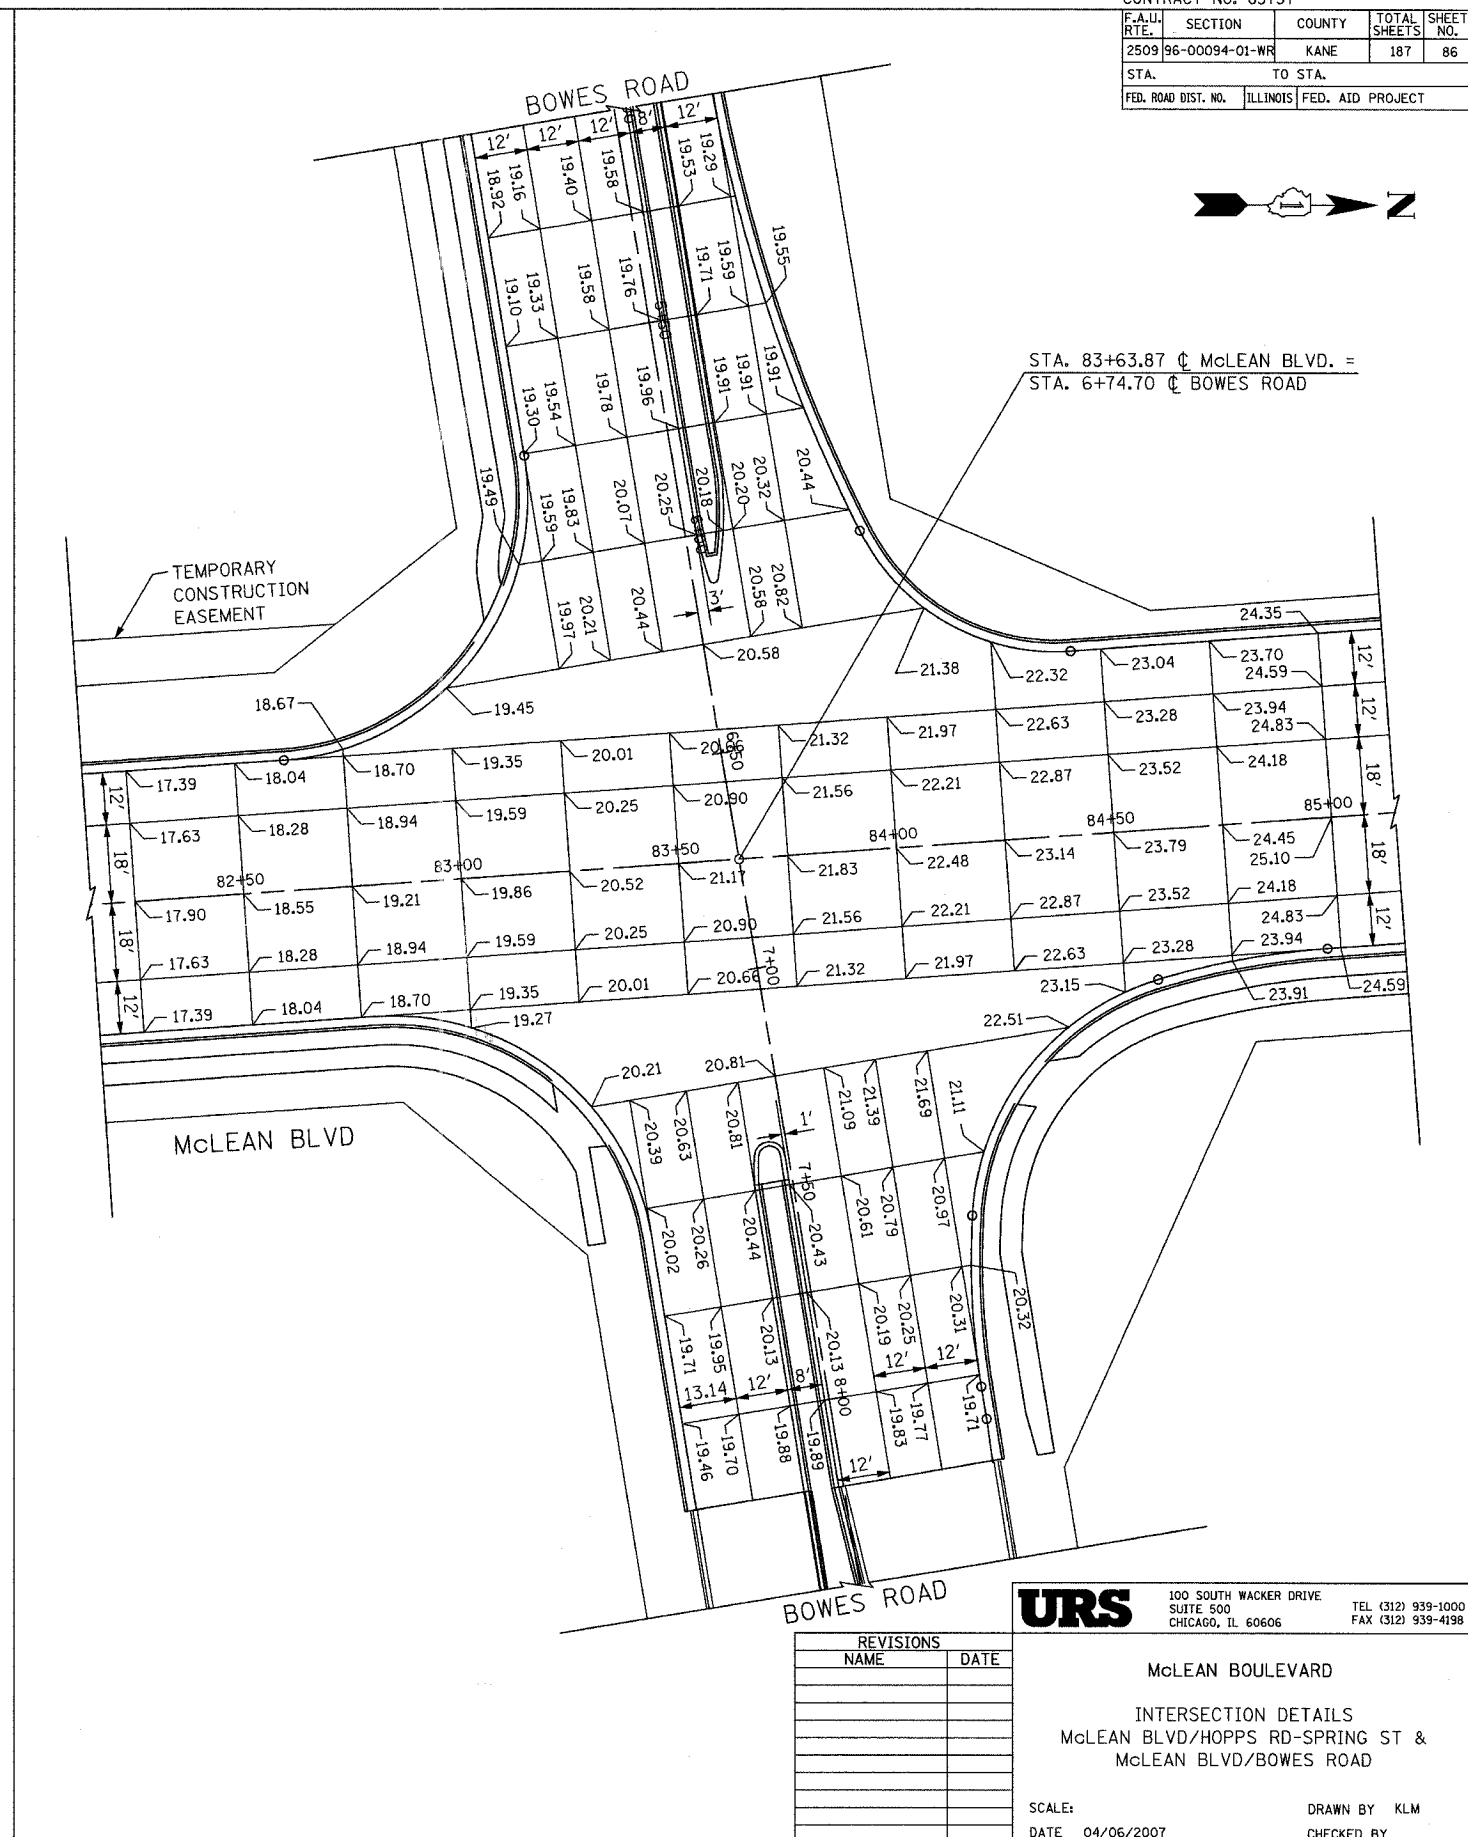 F.A.U. RTE. SECTION COUNTY TOTAL SHEETS SHEET NO.
2509 96-00094-01-WR KANE 187 86
STA. TO STA.
FED. ROAD DIST. NO. ILLINOIS FED. AID PROJECT
N
BOWES ROAD
12' 12' 12' 8' 12'
18.92 19.16 19.40 19.58 19.53 19.29
19.10 19.33 19.58 19.76 19.71 19.59 19.55
19.30 19.54 19.78 19.96 19.91 19.91 19.91
STA. 83+63.87 ℄ McLEAN BLVD. =
STA. 6+74.70 ℄ BOWES ROAD
19.49 19.59 19.83 20.07 20.25 20.18 20.20 20.32 20.44
TEMPORARY
CONSTRUCTION
EASEMENT
19.97 20.21 20.44 3' 20.58 20.82
20.58
21.38 22.32 23.04 23.70 24.35
24.59
12'
12'
18'
18'
12'
18.67 19.45
17.39 18.04 18.70 19.35 20.01 20.66 21.32 21.97 22.63 23.28 23.94 24.83
6+50
12'
18'
18'
12'
17.63 18.28 18.94 19.59 20.25 20.90 21.56 22.21 22.87 23.52 24.18
82+50 83+00 83+50 84+00 84+50 85+00
17.90 18.55 19.21 19.86 20.52 21.17 21.83 22.48 23.14 23.79 24.45 25.10
17.63 18.28 18.94 19.59 20.25 20.90 21.56 22.21 22.87 23.52 24.18 24.83
7+00
17.39 18.04 18.70 19.35 20.01 20.66 21.32 21.97 22.63 23.28 23.94 24.59
19.27 23.15 23.91
22.51
20.21 20.81
McLEAN BLVD
20.39 20.63 20.81 1' 21.09 21.39 21.69 21.11
7+50
20.02 20.26 20.44 20.43 20.61 20.79 20.97
19.71 19.95 20.13 20.13 20.19 20.25 20.31 20.32
13.14 12' 8' 8+00 12' 12'
19.46 19.70 19.88 19.89 19.83 19.77 19.71
12'
BOWES ROAD
URS
100 SOUTH WACKER DRIVE
SUITE 500
CHICAGO, IL 60606
TEL (312) 939-1000
FAX (312) 939-4198
REVISIONS
NAME DATE
McLEAN BOULEVARD
INTERSECTION DETAILS
McLEAN BLVD/HOPPS RD-SPRING ST &
McLEAN BLVD/BOWES ROAD
SCALE: DRAWN BY KLM
DATE 04/06/2007 CHECKED BY